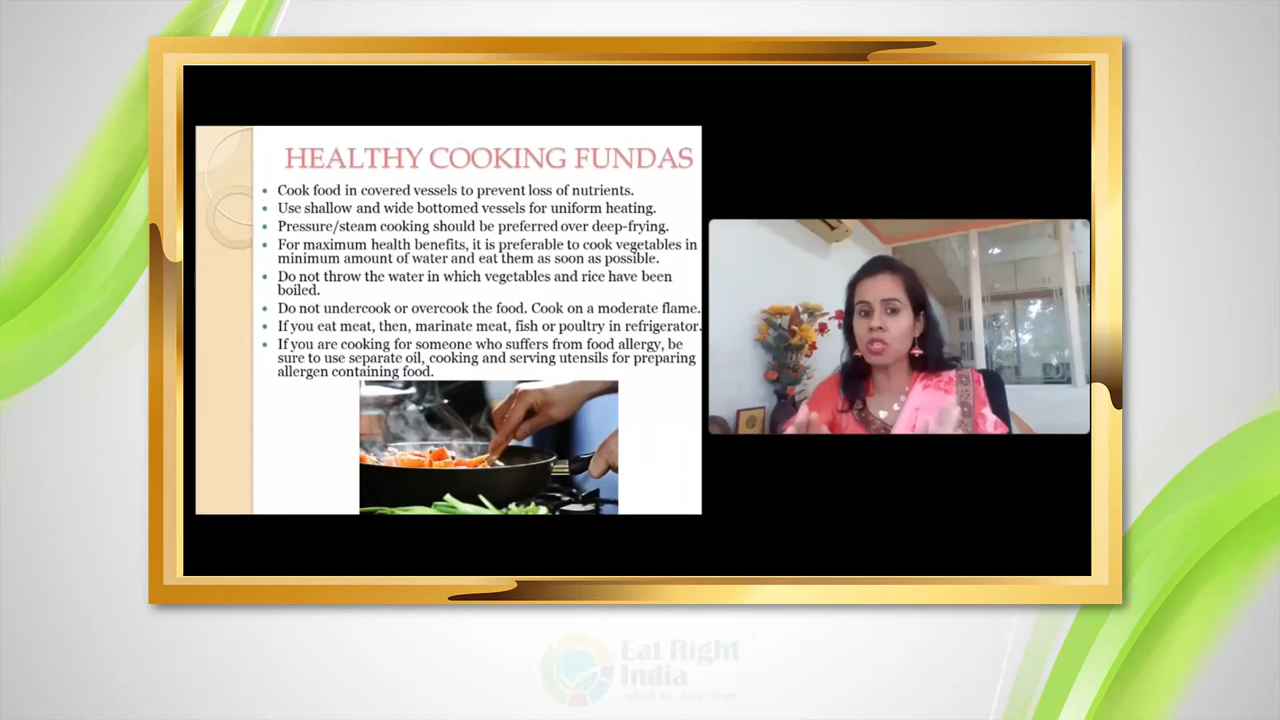 HEALTHY COOKING FUNDAS
Cook food in covered vessels to prevent loss of nutrients.
Use shallow and wide bottomed vessels for uniform heating.
Pressure/steam cooking should be preferred over deep-frying.
For maximum health benefits, it is preferable to cook vegetables in
minimum amount of water and eat them as soon as possible.
Do not throw the water in which vegetables and rice have been
boiled.
Do not undercook or overcook the food. Cook on a moderate flame.
If you eat meat, then, marinate meat, fish or poultry in refrigerator.
If you are cooking for someone who suffers from food allergy, be
sure to use separate oil, cooking and serving utensils for preparing
allergen containing food.
Eat Right
India